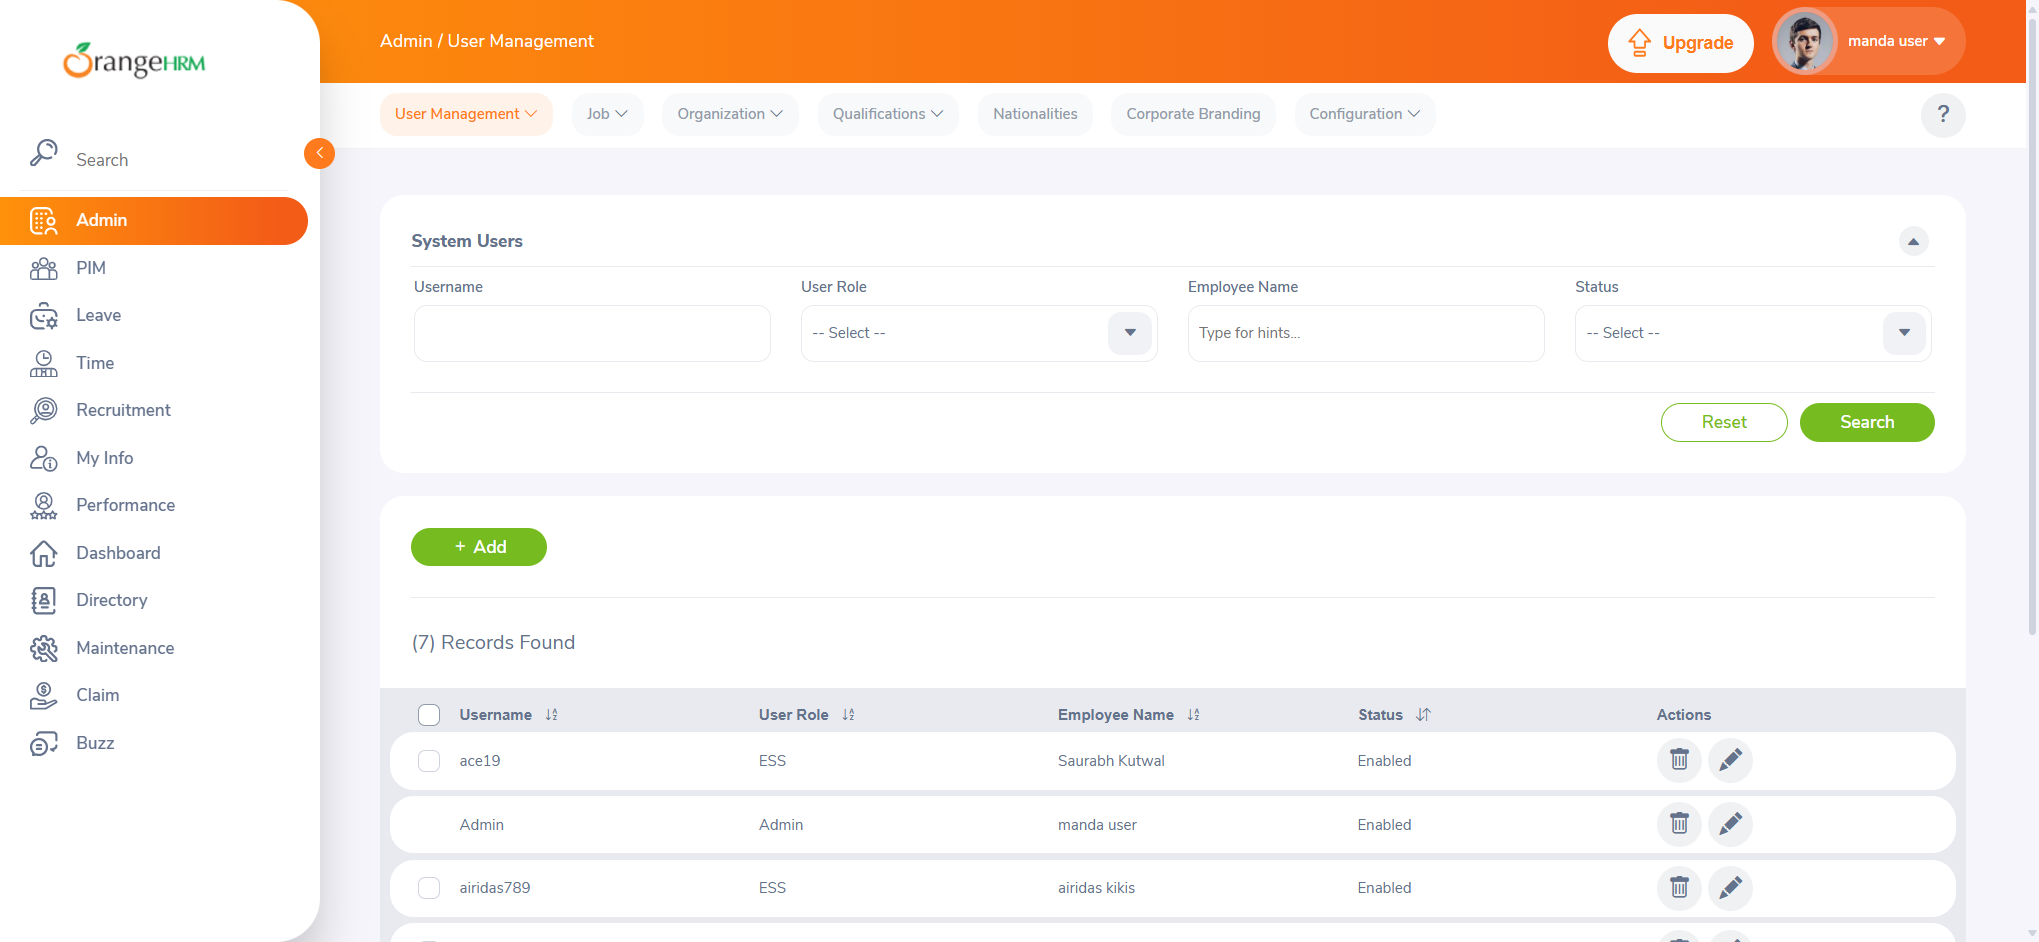 OrangeHRM
Admin / User Management
Upgrade
manda user
User Management
Job
Organization
Qualifications
Nationalities
Corporate Branding
Configuration
?
Search
Admin
PIM
Leave
Time
Recruitment
My Info
Performance
Dashboard
Directory
Maintenance
Claim
Buzz
System Users
Username
User Role
Employee Name
Status
-- Select --
Type for hints...
-- Select --
Reset
Search
+ Add
(7) Records Found
Username User Role Employee Name Status Actions
ace19 ESS Saurabh Kutwal Enabled
Admin Admin manda user Enabled
airidas789 ESS airidas kikis Enabled